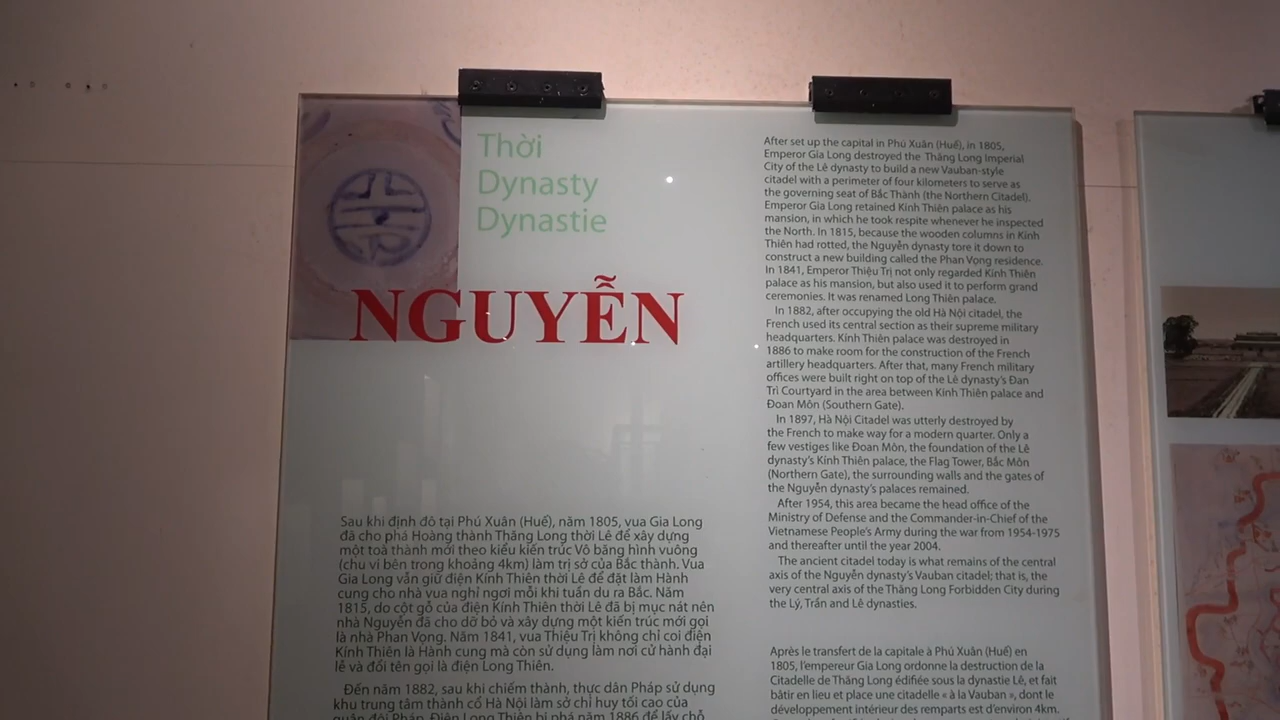 Thời
Dynasty
Dynastie
NGUYỄN
Sau khi định đô tại Phú Xuân (Huế), năm 1805, vua Gia Long
đã cho phá Hoàng thành Thăng Long thời Lê để xây dựng
một toà thành mới theo kiểu kiến trúc Vô băng hình vuông
(chu vi bên trong khoảng 4km) làm trị sở của Bắc thành. Vua
Gia Long vẫn giữ điện Kính Thiên thời Lê để đặt làm Hành
cung cho nhà vua nghỉ ngơi mỗi khi tuần du ra Bắc. Năm
1815, do cột gỗ của điện Kính Thiên thời Lê đã bị mục nát nên
nhà Nguyễn đã cho dỡ bỏ và xây dựng một kiến trúc mới gọi
là nhà Phan Vọng. Năm 1841, vua Thiệu Trị không chỉ coi điện
Kính Thiên là Hành cung mà còn sử dụng làm nơi cử hành đại
lễ và đổi tên gọi là điện Long Thiên.
Đến năm 1882, sau khi chiếm thành, thực dân Pháp sử dụng
khu trung tâm thành cổ Hà Nội làm sở chỉ huy tối cao của
quân đội Pháp. Điện Long Thiên bị phá năm 1886 để lấy chỗ
After set up the capital in Phú Xuân (Huế), in 1805,
Emperor Gia Long destroyed the Thăng Long Imperial
City of the Lê dynasty to build a new Vauban-style
citadel with a perimeter of four kilometers to serve as
the governing seat of Bắc Thành (the Northern Citadel).
Emperor Gia Long retained Kính Thiên palace as his
mansion, in which he took respite whenever he inspected
the North. In 1815, because the wooden columns in Kính
Thiên had rotted, the Nguyễn dynasty tore it down to
construct a new building called the Phan Vọng residence.
In 1841, Emperor Thiệu Trị not only regarded Kính Thiên
palace as his mansion, but also used it to perform grand
ceremonies. It was renamed Long Thiên palace.
In 1882, after occupying the old Hà Nội citadel, the
French used its central section as their supreme military
headquarters. Kính Thiên palace was destroyed in
1886 to make room for the construction of the French
artillery headquarters. After that, many French military
offices were built right on top of the Lê dynasty's Đan
Trì Courtyard in the area between Kính Thiên palace and
Đoan Môn (Southern Gate).
In 1897, Hà Nội Citadel was utterly destroyed by
the French to make way for a modern quarter. Only a
few vestiges like Đoan Môn, the foundation of the Lê
dynasty's Kính Thiên palace, the Flag Tower, Bắc Môn
(Northern Gate), the surrounding walls and the gates of
the Nguyễn dynasty's palaces remained.
After 1954, this area became the head office of the
Ministry of Defense and the Commander-in-Chief of the
Vietnamese People's Army during the war from 1954-1975
and thereafter until the year 2004.
The ancient citadel today is what remains of the central
axis of the Nguyễn dynasty's Vauban citadel; that is, the
very central axis of the Thăng Long Forbidden City during
the Lý, Trần and Lê dynasties.
Après le transfert de la capitale à Phú Xuân (Huế) en
1805, l'empereur Gia Long ordonne la destruction de la
Citadelle de Thăng Long édifiée sous la dynastie Lê, et fait
bâtir en lieu et place une citadelle « à la Vauban », dont le
développement intérieur des remparts est d'environ 4km.